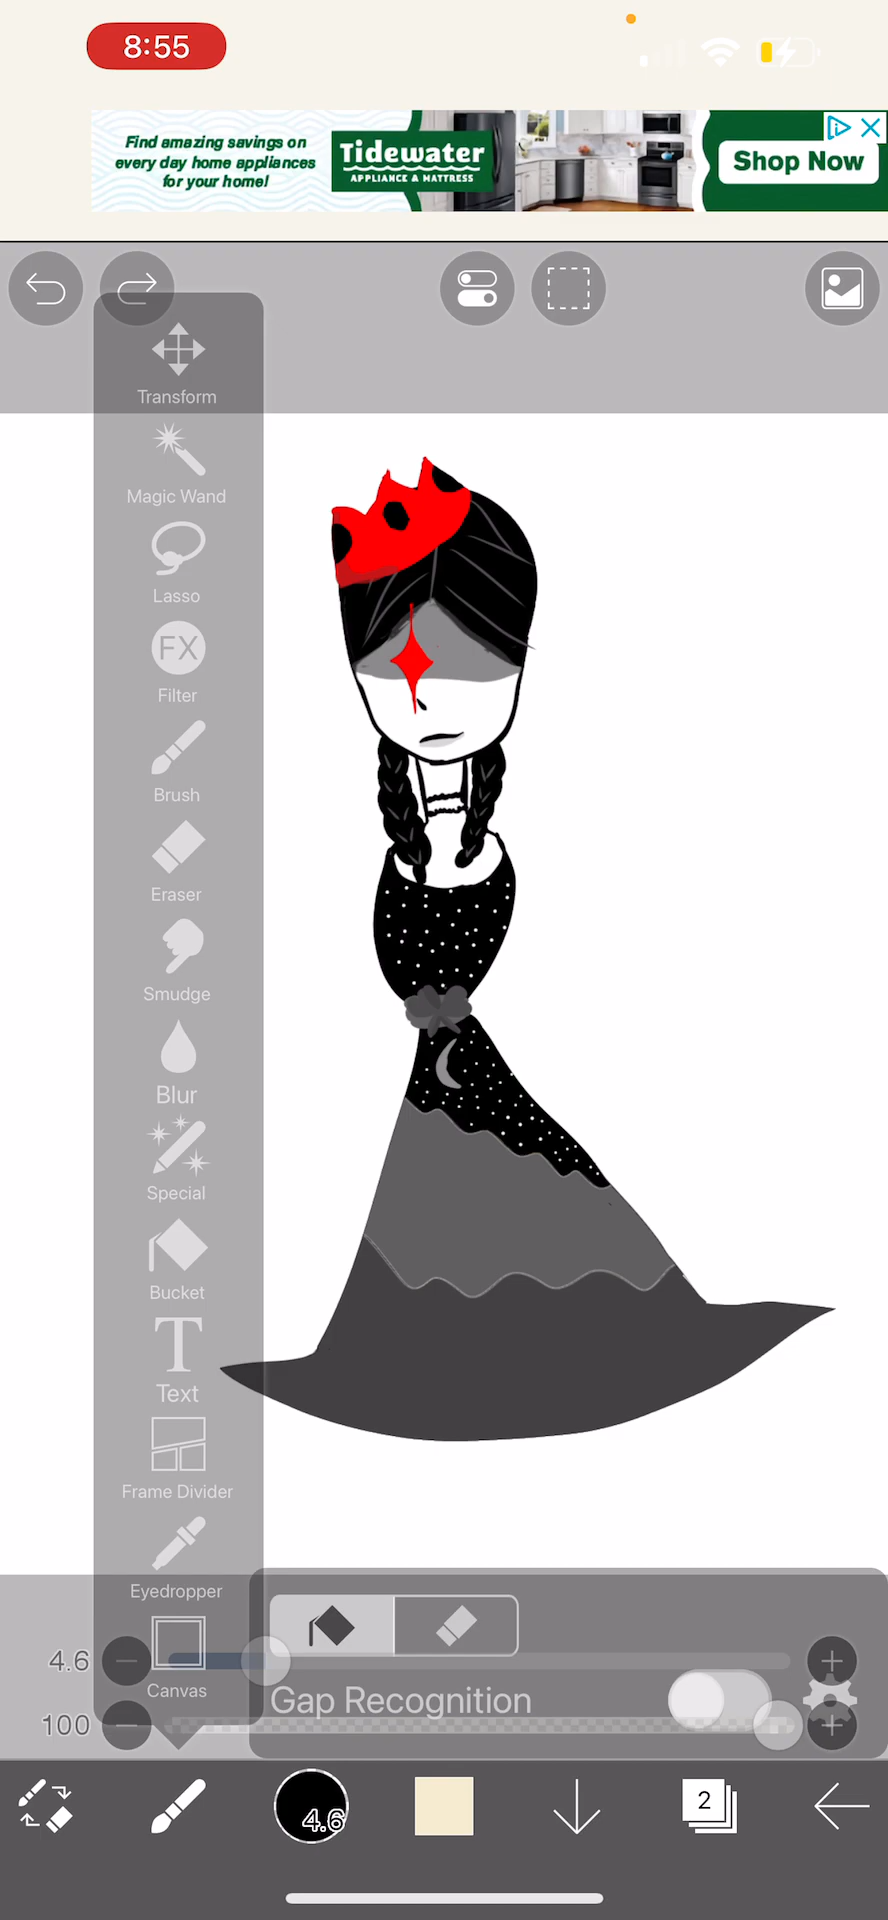 8:55
Find amazing savings on
every day home appliances
for your home!
Tidewater
APPLIANCE & MATTRESS
Shop Now
Transform
Magic Wand
Lasso
FX
Filter
Brush
Eraser
Smudge
Blur
Special
Bucket
T
Text
Frame Divider
Eyedropper
4.6
Canvas
Gap Recognition
100
4.6
2